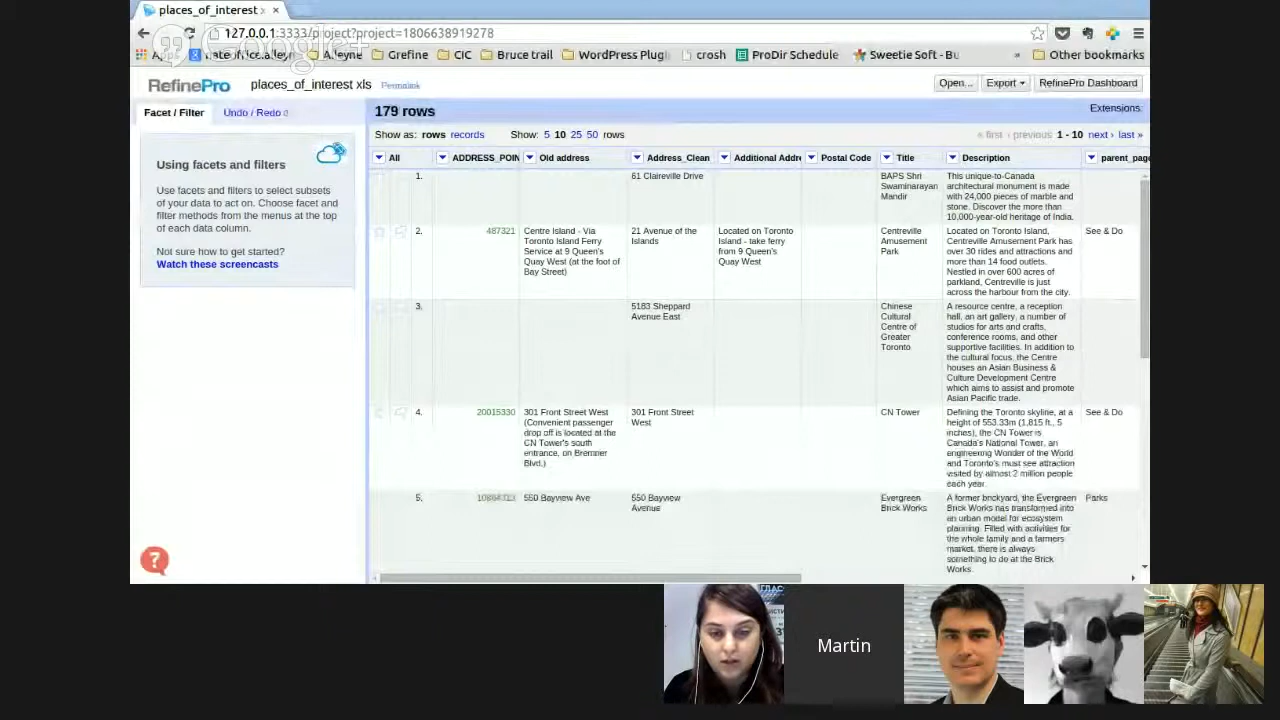 places_of_interest x
127.0.0.1:3333/project?project=1806638919278
Google+
Apps Alleyne Grefine CIC Bruce trail WordPress Plugi crosh ProDir Schedule Sweetie Soft - Bu » Other bookmarks
RefinePro places_of_interest xls Permalink Open... Export RefinePro Dashboard
Facet / Filter Undo / Redo 0 179 rows Extensions:
Show as: rows records Show: 5 10 25 50 rows « first ‹ previous 1 - 10 next › last »
All ADDRESS_POIN Old address Address_Clean Additional Addre Postal Code Title Description parent_pag
Using facets and filters
Use facets and filters to select subsets
of your data to act on. Choose facet and
filter methods from the menus at the top
of each data column.
Not sure how to get started?
Watch these screencasts
1. 61 Claireville Drive
BAPS Shri
Swaminarayan
Mandir
This unique-to-Canada
architectural monument is made
with 24,000 pieces of marble and
stone. Discover the more than
10,000-year-old heritage of India.
2. 487321
Centre Island - Via
Toronto Island Ferry
Service at 9 Queen's
Quay West (at the foot of
Bay Street)
21 Avenue of the
Islands
Located on Toronto
Island - take ferry
from 9 Queen's
Quay West
Centreville
Amusement
Park
Located on Toronto Island,
Centreville Amusement Park has
over 30 rides and attractions and
more than 14 food outlets.
Nestled in over 600 acres of
parkland, Centreville is just
across the harbour from the city.
See & Do
3.
5183 Sheppard
Avenue East
Chinese
Cultural
Centre of
Greater
Toronto
A resource centre, a reception
hall, an art gallery, a number of
studios for arts and crafts,
conference rooms, and other
supportive facilities. In addition to
the cultural focus, the Centre
houses an Asian Business &
Culture Development Centre
which aims to assist and promote
Asian Pacific trade.
4. 20015330
301 Front Street West
(Convenient passenger
drop off is located at the
CN Tower's south
entrance, on Bremner
Blvd.)
301 Front Street
West
CN Tower
Defining the Toronto skyline, at a
height of 553.33m (1,815 ft., 5
inches), the CN Tower is
Canada's National Tower, an
engineering Wonder of the World
and Toronto's must see attraction
visited by almost 2 million people
each year.
See & Do
5. 550 Bayview Ave
550 Bayview
Avenue
Evergreen
Brick Works
A former brickyard, the Evergreen
Brick Works has transformed into
an urban model for ecosystem
planning. Filled with activities for
the whole family and a farmers
market, there is always
something to do at the Brick
Works.
Parks
?
Martin